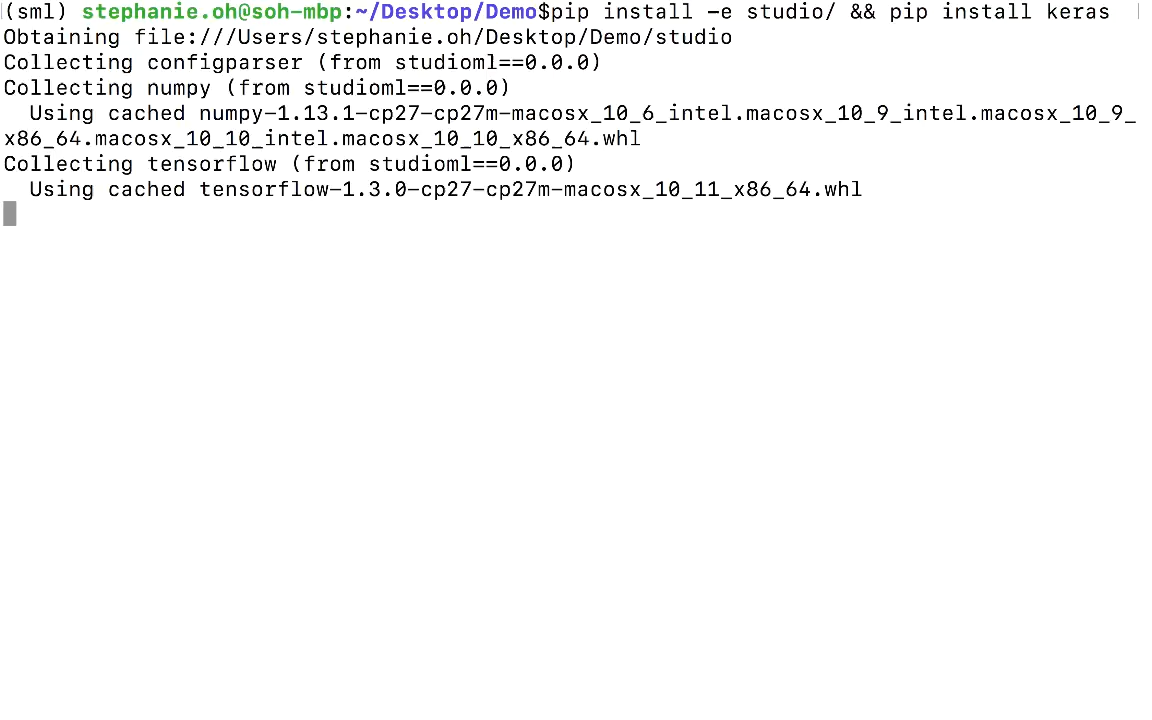 (sml) stephanie.oh@soh-mbp:~/Desktop/Demo$pip install -e studio/ && pip install keras
Obtaining file:///Users/stephanie.oh/Desktop/Demo/studio
Collecting configparser (from studioml==0.0.0)
Collecting numpy (from studioml==0.0.0)
  Using cached numpy-1.13.1-cp27-cp27m-macosx_10_6_intel.macosx_10_9_intel.macosx_10_9_
x86_64.macosx_10_10_intel.macosx_10_10_x86_64.whl
Collecting tensorflow (from studioml==0.0.0)
  Using cached tensorflow-1.3.0-cp27-cp27m-macosx_10_11_x86_64.whl